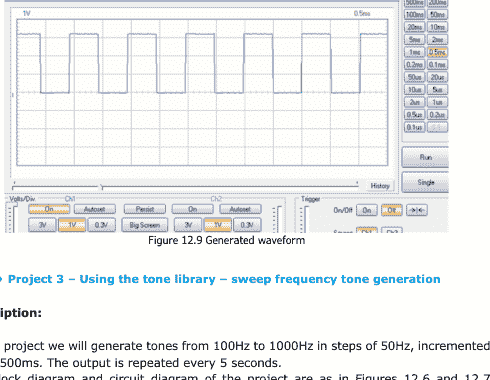 500ms 200ms
1V 0.5ms
100ms 50ms
20ms 10ms
5ms 2ms
1ms 0.5ms
0.2ms 0.1ms
50us 20us
10us 5us
2us 1us
0.5us 0.2us
0.1us
Run
History
Single
Volts/Div Ch1 Ch2 Trigger
On Autoset Persist On Autoset On/Off On Off
3V 1V 0.3V Big Screen 3V 1V 0.3V
Ch1 Ch2
Figure 12.9 Generated waveform
Project 3 – Using the tone library – sweep frequency tone generation
iption:
project we will generate tones from 100Hz to 1000Hz in steps of 50Hz, incremented
500ms. The output is repeated every 5 seconds.
lock diagram and circuit diagram of the project are as in Figures 12.6 and 12.7